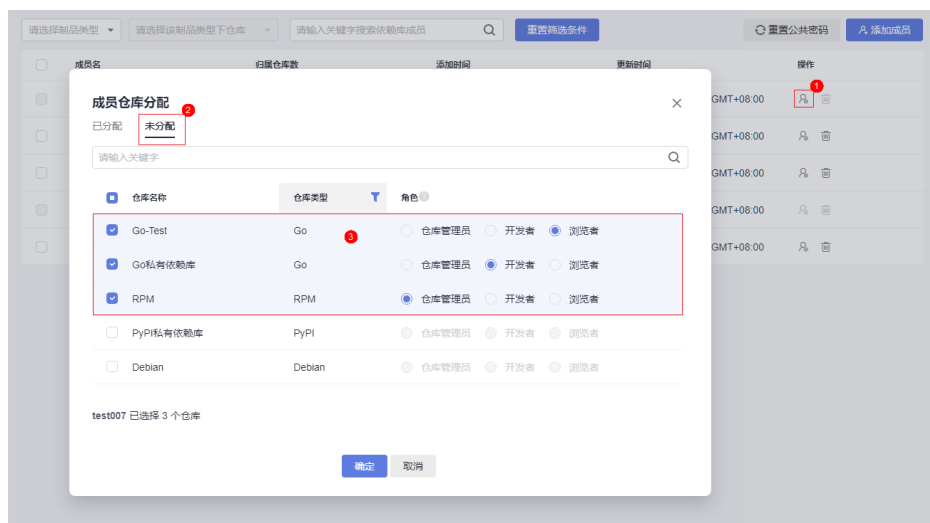 请选择制品类型 请选择该制品类型下仓库 请输入关键字搜索依赖库成员 重置筛选条件 重置公共密码 添加成员
成员名 归属仓库数 添加时间 更新时间 操作
成员仓库分配 2 GMT+08:00 1
已分配 未分配 GMT+08:00
请输入关键字 GMT+08:00
仓库名称 仓库类型 角色 GMT+08:00
Go-Test Go 3 仓库管理员 开发者 浏览者 GMT+08:00
Go私有依赖库 Go 仓库管理员 开发者 浏览者
RPM RPM 仓库管理员 开发者 浏览者
PyPI私有依赖库 PyPI 仓库管理员 开发者 浏览者
Debian Debian 仓库管理员 开发者 浏览者
test007 已选择 3 个仓库
确定 取消